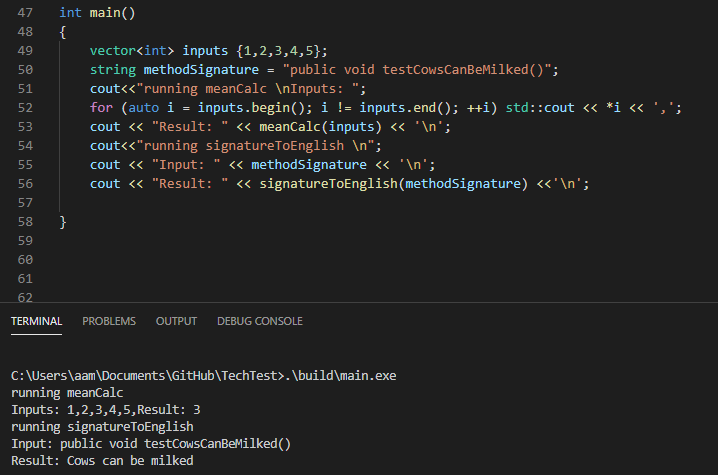 47 int main()
48 {
49 vector<int> inputs {1,2,3,4,5};
50 string methodSignature = "public void testCowsCanBeMilked()";
51 cout<<"running meanCalc \nInputs: ";
52 for (auto i = inputs.begin(); i != inputs.end(); ++i) std::cout << *i << ',';
53 cout << "Result: " << meanCalc(inputs) << '\n';
54 cout<<"running signatureToEnglish \n";
55 cout << "Input: " << methodSignature << '\n';
56 cout << "Result: " << signatureToEnglish(methodSignature) <<'\n';
57
58 }
59
60
61
62
TERMINAL PROBLEMS OUTPUT DEBUG CONSOLE
C:\Users\aam\Documents\GitHub\TechTest>.\build\main.exe
running meanCalc
Inputs: 1,2,3,4,5,Result: 3
running signatureToEnglish
Input: public void testCowsCanBeMilked()
Result: Cows can be milked